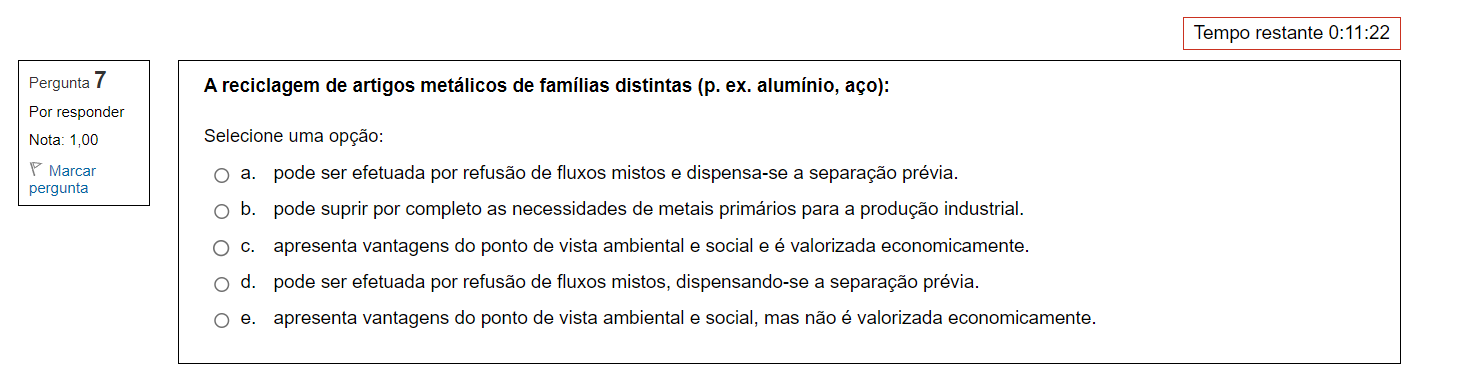 Tempo restante 0:11:22
Pergunta 7
Por responder
Nota: 1,00
Marcar
pergunta
A reciclagem de artigos metálicos de famílias distintas (p. ex. alumínio, aço):
Selecione uma opção:
a. pode ser efetuada por refusão de fluxos mistos e dispensa-se a separação prévia.
b. pode suprir por completo as necessidades de metais primários para a produção industrial.
c. apresenta vantagens do ponto de vista ambiental e social e é valorizada economicamente.
d. pode ser efetuada por refusão de fluxos mistos, dispensando-se a separação prévia.
e. apresenta vantagens do ponto de vista ambiental e social, mas não é valorizada economicamente.